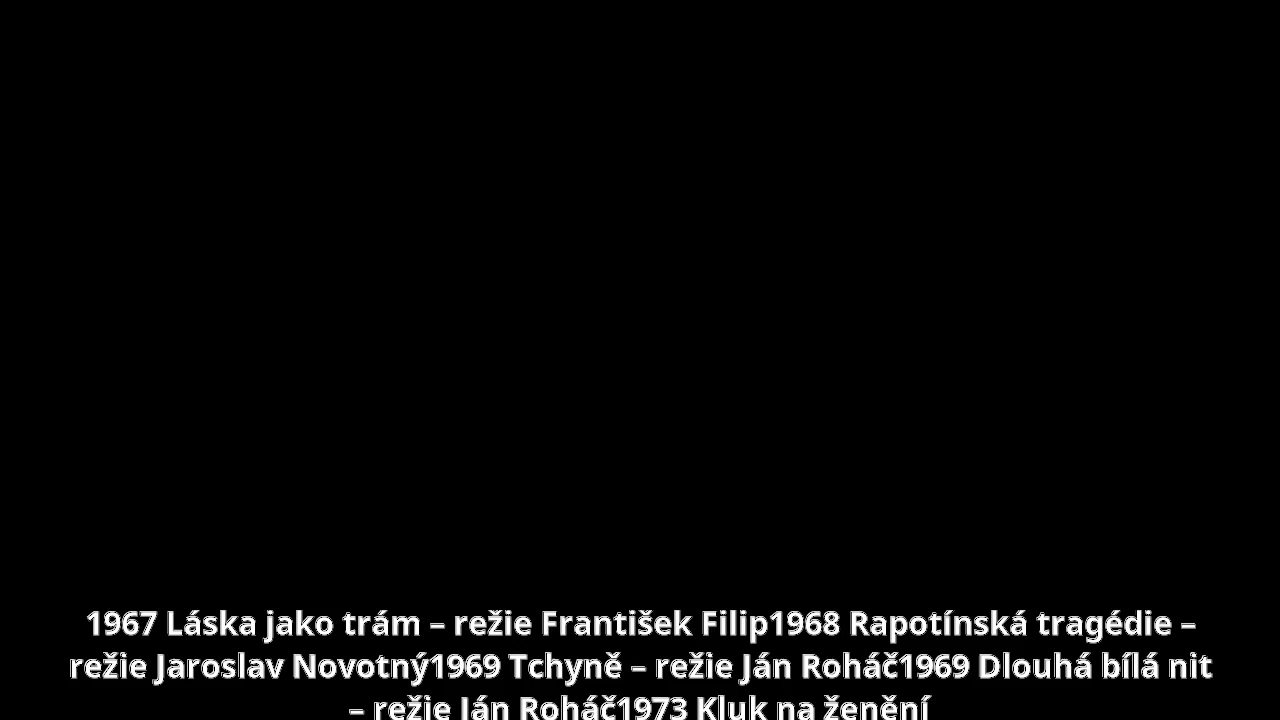 1967 Láska jako trám – režie František Filip1968 Rapotínská tragédie –
režie Jaroslav Novotný1969 Tchyně – režie Ján Roháč1969 Dlouhá bílá nit
– režie Ján Roháč1973 Kluk na ženění